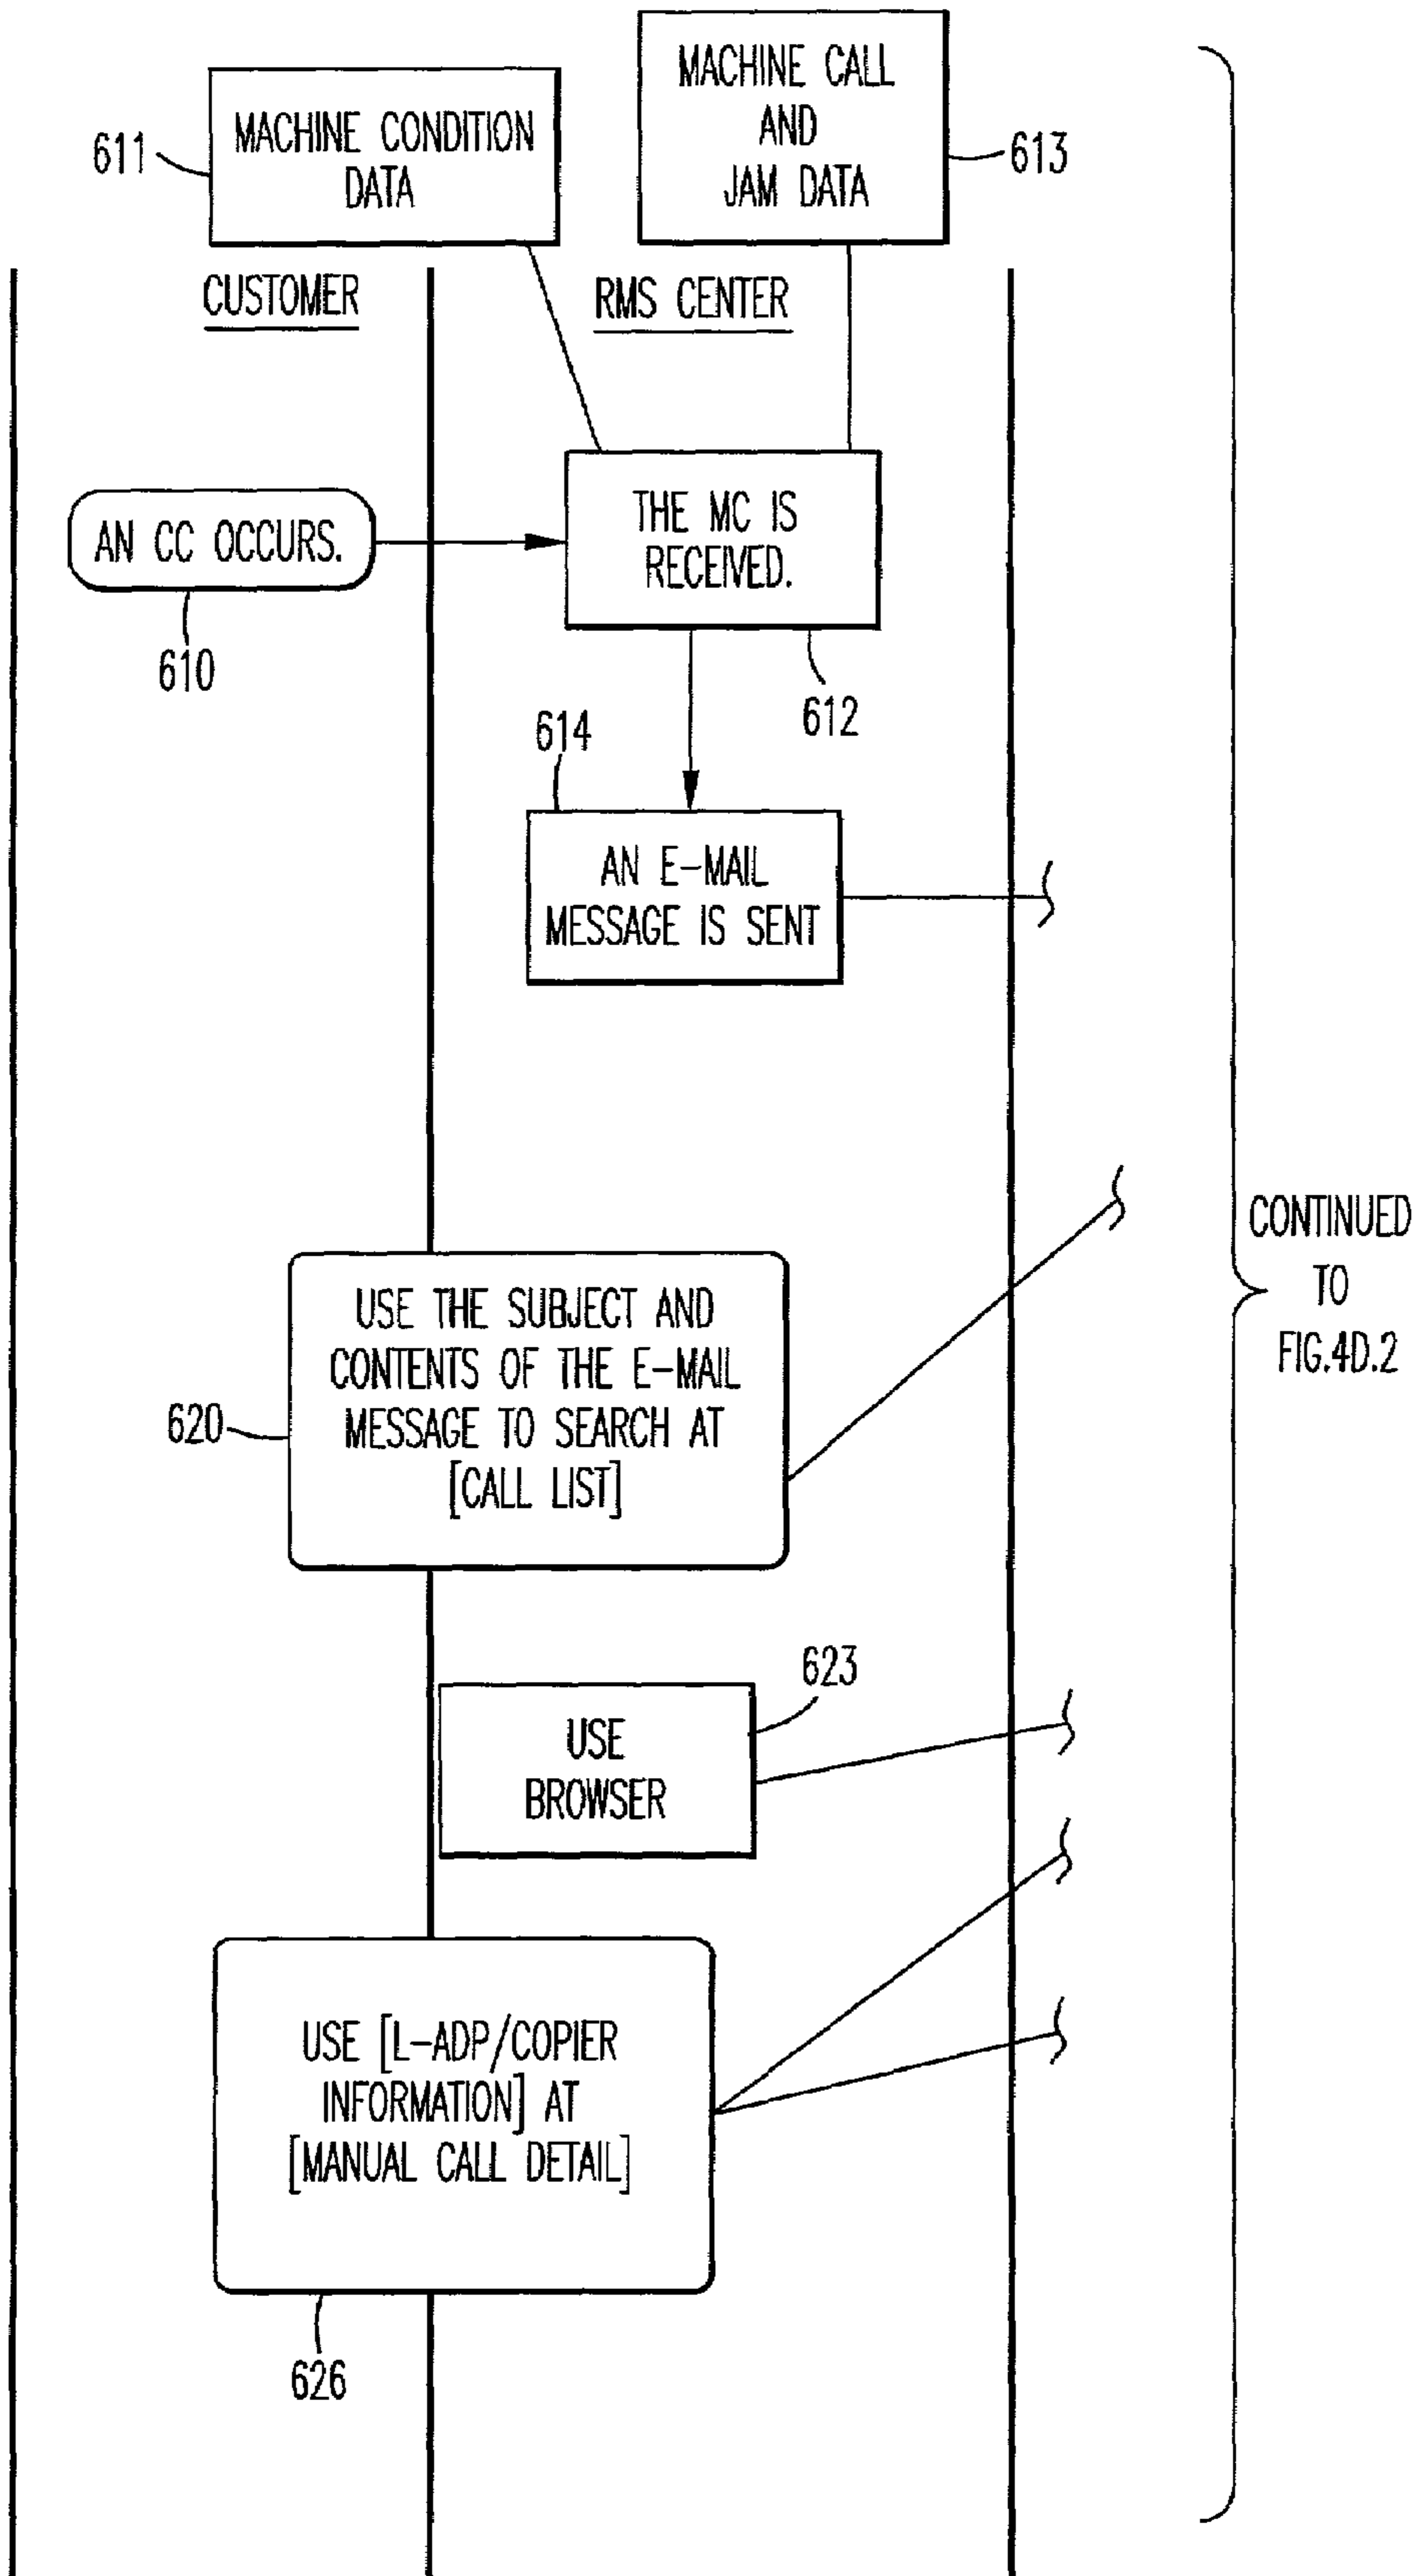 MACHINE CALL
AND
JAM DATA
613
MACHINE CONDITION
DATA
611
CUSTOMER
RMS CENTER
AN CC OCCURS.
610
THE MC IS
RECEIVED.
612
614
AN E-MAIL
MESSAGE IS SENT
CONTINUED
TO
FIG.4D.2
USE THE SUBJECT AND
CONTENTS OF THE E-MAIL
MESSAGE TO SEARCH AT
[CALL LIST]
620
623
USE
BROWSER
USE [L-ADP/COPIER
INFORMATION] AT
[MANUAL CALL DETAIL]
626